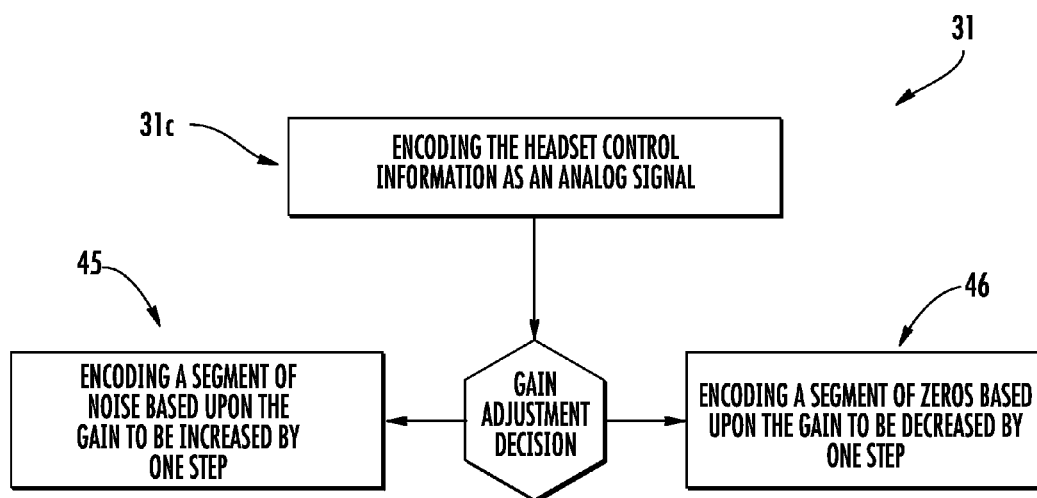 31
31c
ENCODING THE HEADSET CONTROL
INFORMATION AS AN ANALOG SIGNAL
45
46
ENCODING A SEGMENT OF
NOISE BASED UPON THE
GAIN TO BE INCREASED BY
ONE STEP
GAIN
ADJUSTMENT
DECISION
ENCODING A SEGMENT OF ZEROS BASED
UPON THE GAIN TO BE DECREASED BY
ONE STEP